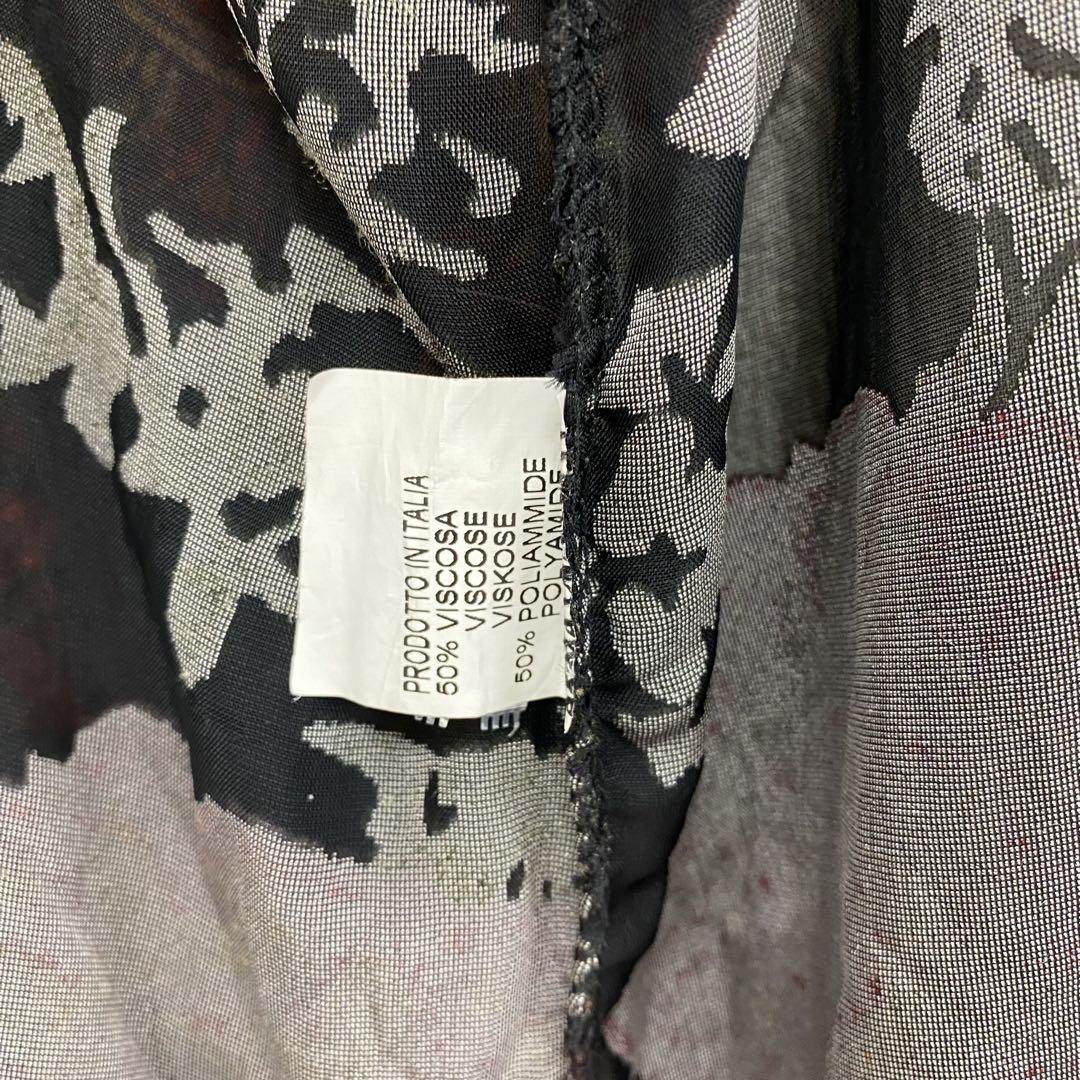 PRODOTTO IN ITALIA
50% VISCOSA
VISCOSE
VISKOSE
50% POLIAMMIDE
POLYAMIDE